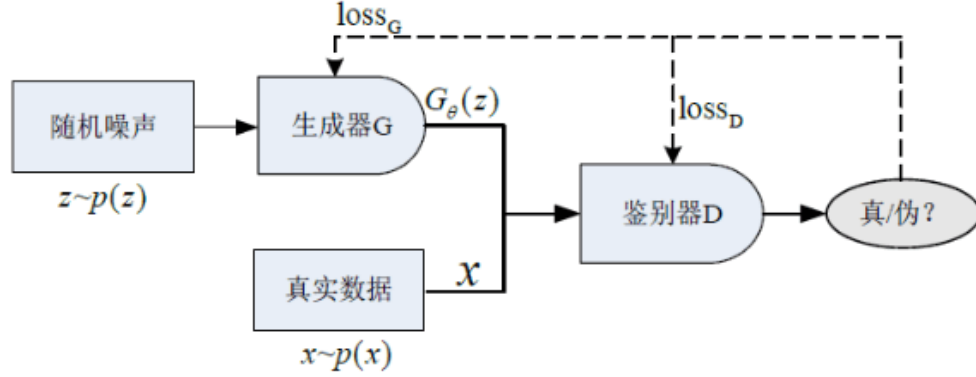 loss_G
随机噪声
生成器G
G_θ(z)
loss_D
z~p(z)
鉴别器D
真/伪?
真实数据
x
x~p(x)